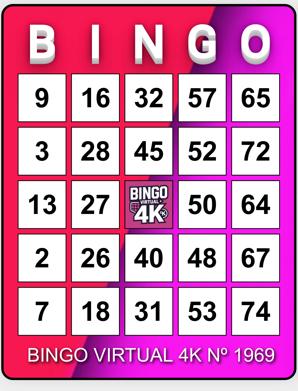 BINGO
9 16 32 57 65
3 28 45 52 72
13 27 BINGO VIRTUAL 4K 50 64
2 26 40 48 67
7 18 31 53 74
BINGO VIRTUAL 4K Nº 1969